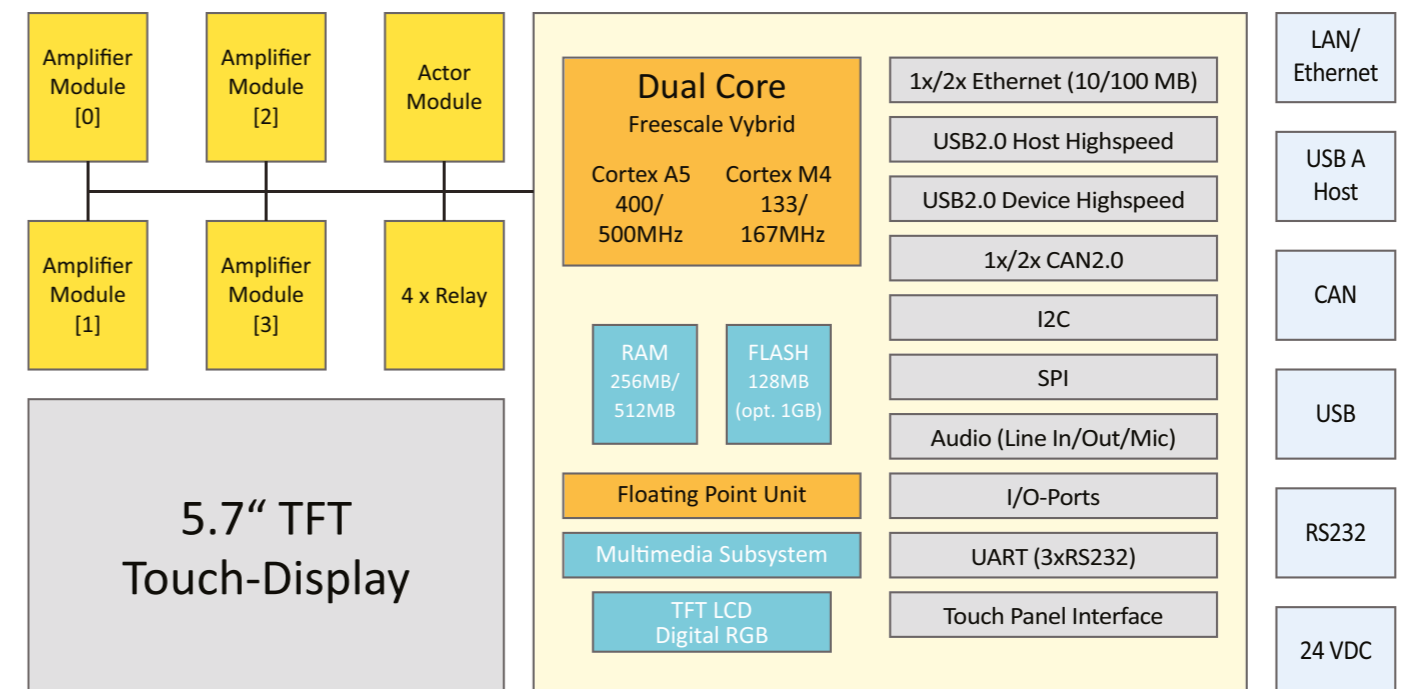 Amplifier
Module
[0]
Amplifier
Module
[2]
Actor
Module
Amplifier
Module
[1]
Amplifier
Module
[3]
4 x Relay
5.7“ TFT
Touch-Display
Dual Core
Freescale Vybrid
Cortex A5
400/
500MHz
Cortex M4
133/
167MHz
RAM
256MB/
512MB
FLASH
128MB
(opt. 1GB)
Floating Point Unit
Multimedia Subsystem
TFT LCD
Digital RGB
1x/2x Ethernet (10/100 MB)
USB2.0 Host Highspeed
USB2.0 Device Highspeed
1x/2x CAN2.0
I2C
SPI
Audio (Line In/Out/Mic)
I/O-Ports
UART (3xRS232)
Touch Panel Interface
LAN/
Ethernet
USB A
Host
CAN
USB
RS232
24 VDC